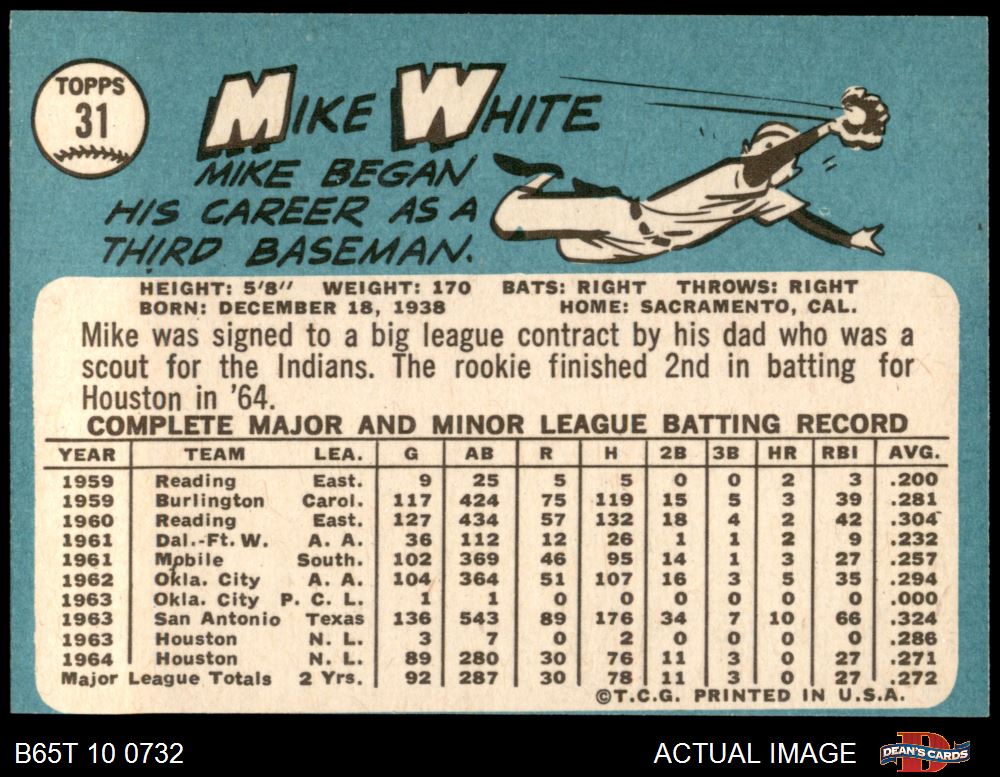 TOPPS
31
MIKE WHITE
MIKE BEGAN
HIS CAREER AS A
THIRD BASEMAN.
HEIGHT: 5'8" WEIGHT: 170 BATS: RIGHT THROWS: RIGHT
BORN: DECEMBER 18, 1938 HOME: SACRAMENTO, CAL.
Mike was signed to a big league contract by his dad who was a
scout for the Indians. The rookie finished 2nd in batting for
Houston in '64.
COMPLETE MAJOR AND MINOR LEAGUE BATTING RECORD
YEAR TEAM LEA. G AB R H 2B 3B HR RBI AVG.
1959 Reading East. 9 25 5 5 0 0 2 3 .200
1959 Burlington Carol. 117 424 75 119 15 5 3 39 .281
1960 Reading East. 127 434 57 132 18 4 2 42 .304
1961 Dal.-Ft. W. A. A. 36 112 12 26 1 1 2 9 .232
1961 Mobile South. 102 369 46 95 14 1 3 27 .257
1962 Okla. City A. A. 104 364 51 107 16 3 5 35 .294
1963 Okla. City P. C. L. 1 1 0 0 0 0 0 0 .000
1963 San Antonio Texas 136 543 89 176 34 7 10 66 .324
1963 Houston N. L. 3 7 0 2 0 0 0 0 .286
1964 Houston N. L. 89 280 30 76 11 3 0 27 .271
Major League Totals 2 Yrs. 92 287 30 78 11 3 0 27 .272
©T.C.G. PRINTED IN U.S.A.
B65T 10 0732 ACTUAL IMAGE DEAN'S CARDS